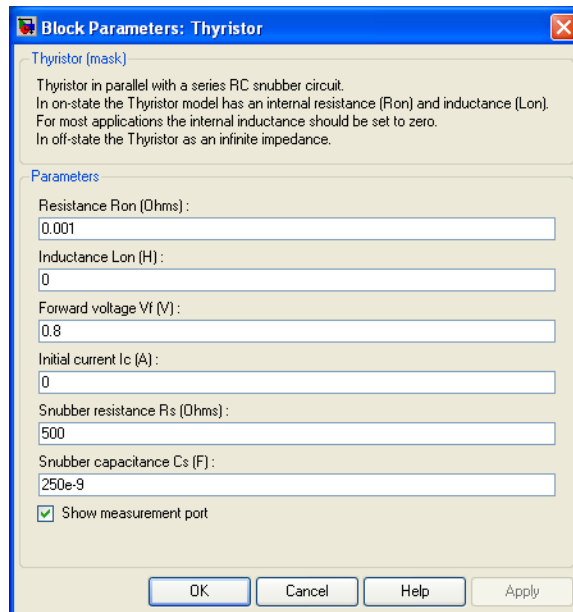 Block Parameters: Thyristor
Thyristor (mask)
Thyristor in parallel with a series RC snubber circuit.
In on-state the Thyristor model has an internal resistance (Ron) and inductance (Lon).
For most applications the internal inductance should be set to zero.
In off-state the Thyristor as an infinite impedance.
Parameters
Resistance Ron (Ohms) :
0.001
Inductance Lon (H) :
0
Forward voltage Vf (V) :
0.8
Initial current Ic (A) :
0
Snubber resistance Rs (Ohms) :
500
Snubber capacitance Cs (F) :
250e-9
Show measurement port
OK Cancel Help Apply